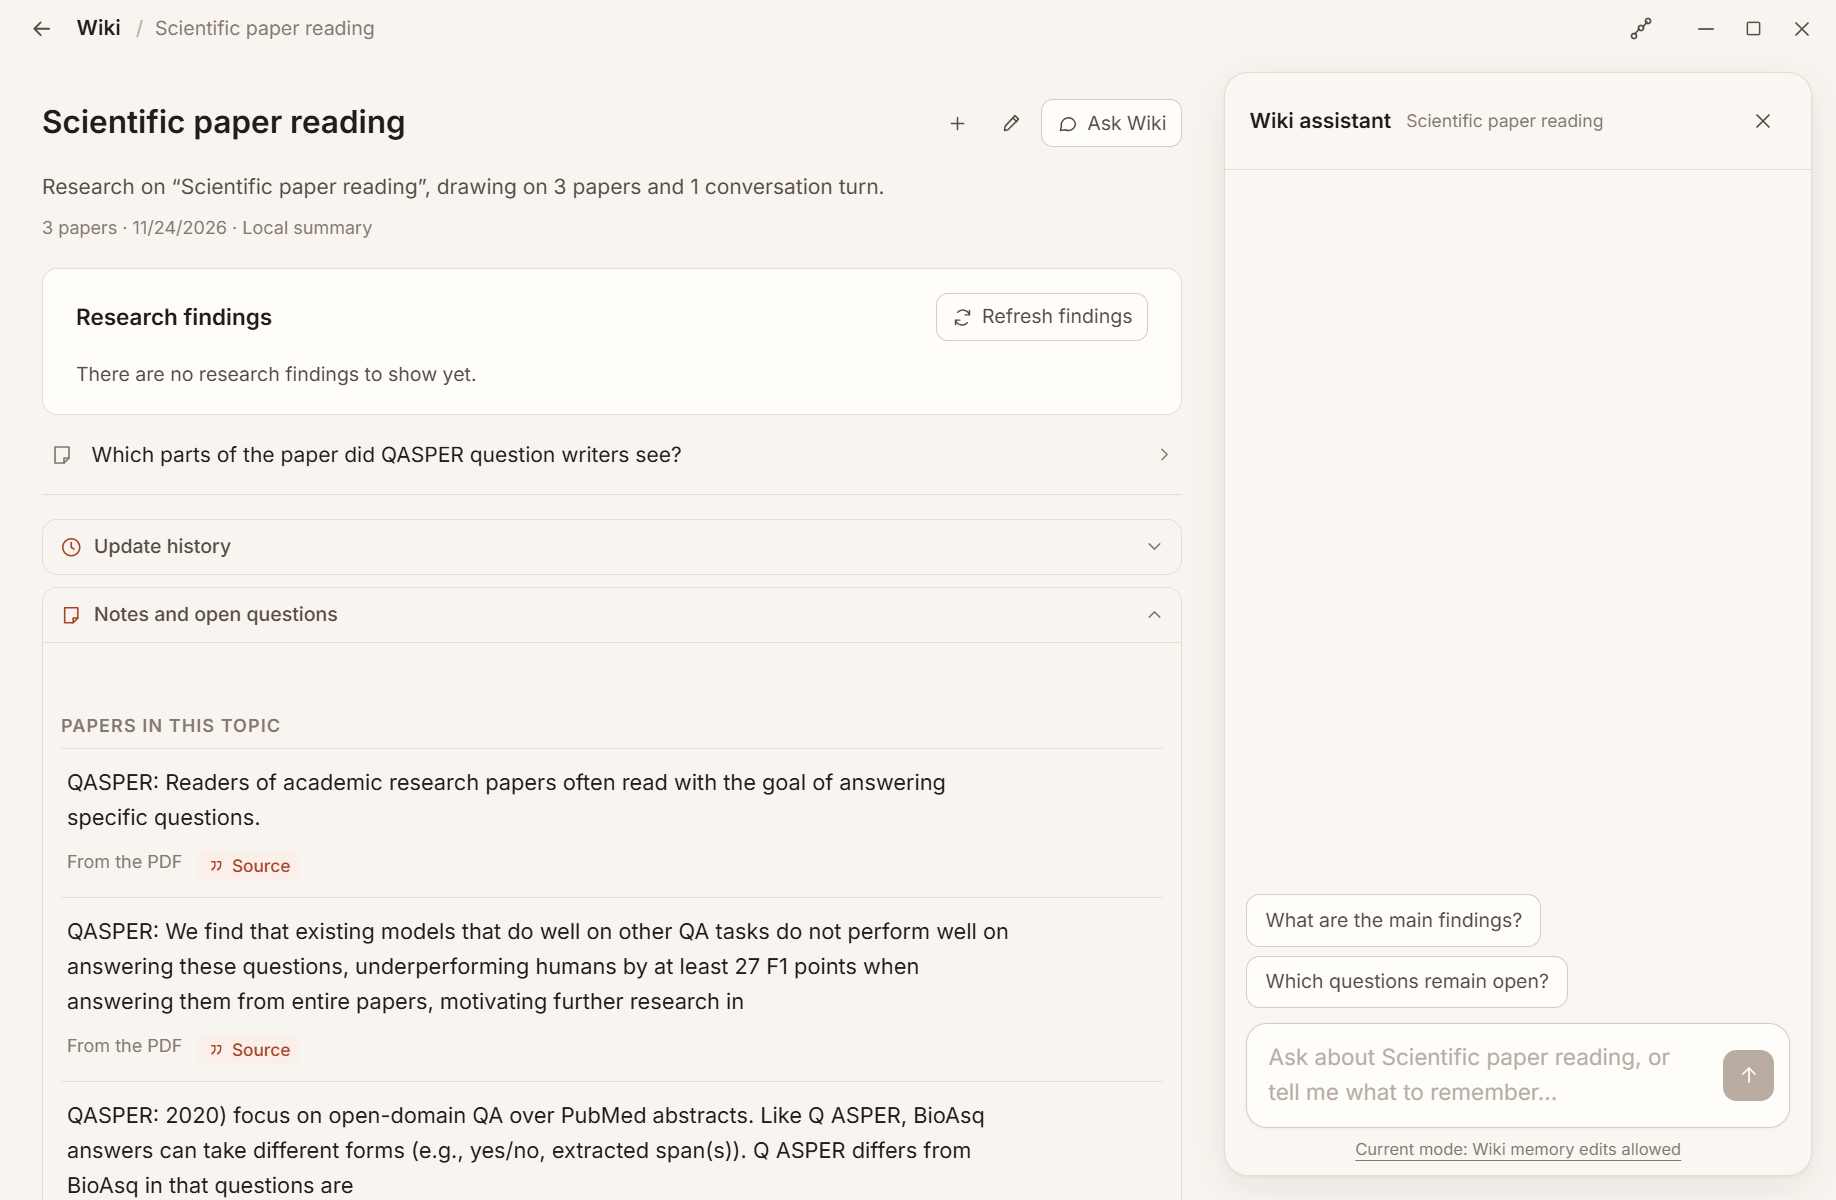 Wiki / Scientific paper reading
Scientific paper reading
Ask Wiki
Research on “Scientific paper reading”, drawing on 3 papers and 1 conversation turn.
3 papers · 11/24/2026 · Local summary
Research findings
Refresh findings
There are no research findings to show yet.
Which parts of the paper did QASPER question writers see?
Update history
Notes and open questions
PAPERS IN THIS TOPIC
QASPER: Readers of academic research papers often read with the goal of answering
specific questions.
From the PDF
Source
QASPER: We find that existing models that do well on other QA tasks do not perform well on
answering these questions, underperforming humans by at least 27 F1 points when
answering them from entire papers, motivating further research in
From the PDF
Source
QASPER: 2020) focus on open-domain QA over PubMed abstracts. Like Q ASPER, BioAsq
answers can take different forms (e.g., yes/no, extracted span(s)). Q ASPER differs from
BioAsq in that questions are
Wiki assistant Scientific paper reading
What are the main findings?
Which questions remain open?
Ask about Scientific paper reading, or
tell me what to remember...
Current mode: Wiki memory edits allowed